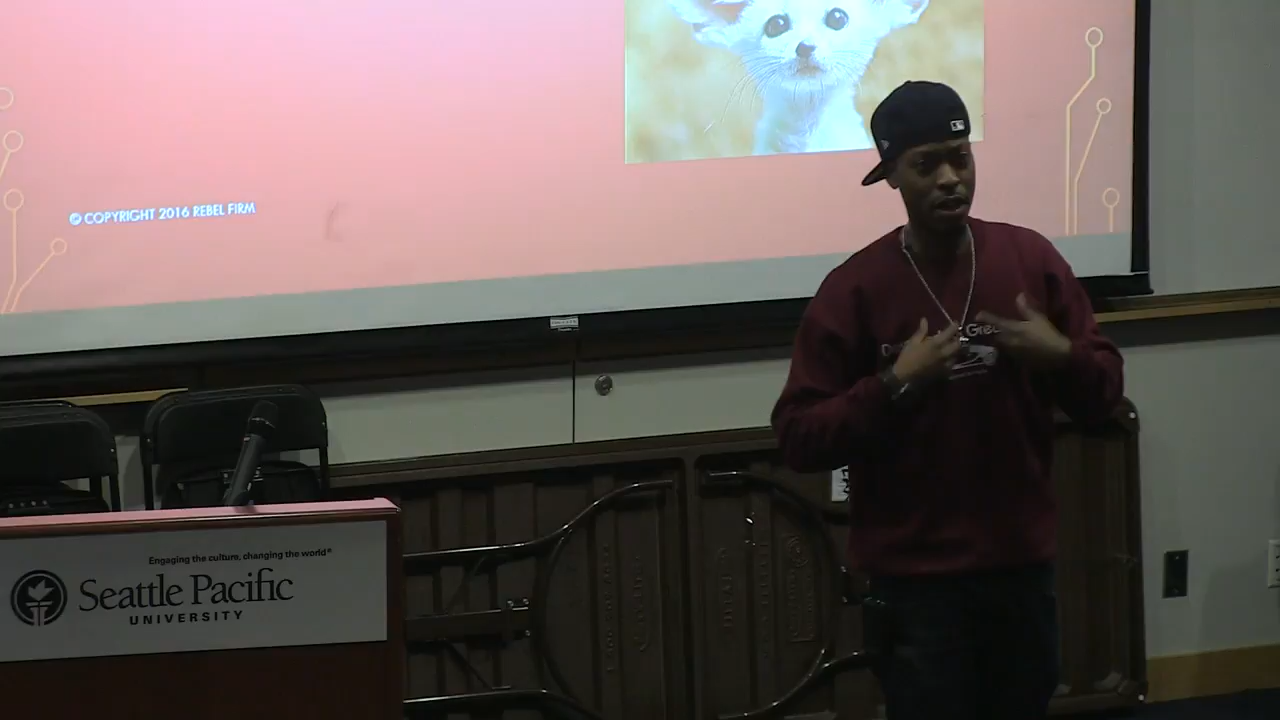 © COPYRIGHT 2016 REBEL FIRM
Engaging the culture, changing the world®
Seattle Pacific
UNIVERSITY